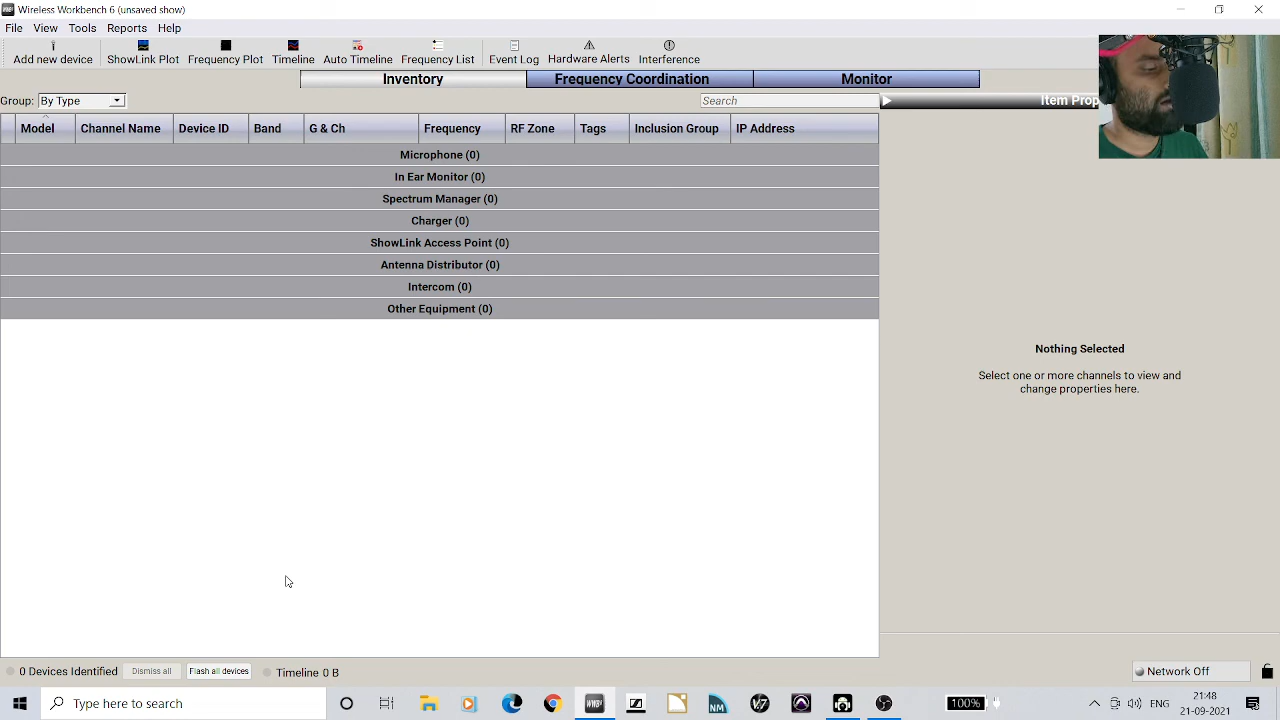 Wireless Workbench 6 (unsaved show)
File View Tools Reports Help
Add new device ShowLink Plot Frequency Plot Timeline Auto Timeline Frequency List Event Log Hardware Alerts Interference
Inventory Frequency Coordination Monitor
Group: By Type Search Item Prop
Model Channel Name Device ID Band G & Ch Frequency RF Zone Tags Inclusion Group IP Address
Microphone (0)
In Ear Monitor (0)
Spectrum Manager (0)
Charger (0)
ShowLink Access Point (0)
Antenna Distributor (0)
Intercom (0)
Other Equipment (0)
Nothing Selected
Select one or more channels to view and
change properties here.
0 Devices Identified Dismiss all Flash all devices Timeline 0 B Network Off
Type here to search 100% ENG 21:48
21-09-2021